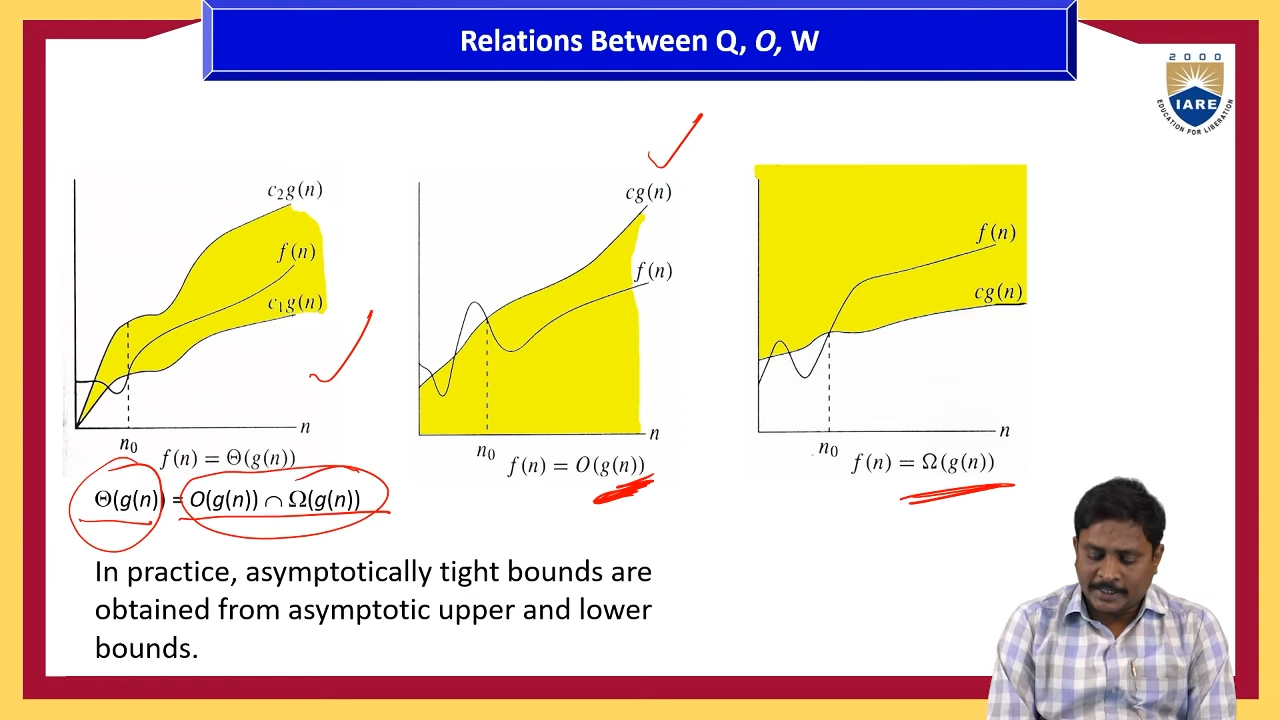 Relations Between Q, O, W
2000
IARE
EDUCATION FOR LIBERATION
c₂g(n)
f(n)
c₁g(n)
n
n₀
f(n) = Θ(g(n))
cg(n)
f(n)
n
n₀
f(n) = O(g(n))
f(n)
cg(n)
n
n₀
f(n) = Ω(g(n))
Θ(g(n)) = O(g(n)) ∩ Ω(g(n))
In practice, asymptotically tight bounds are
obtained from asymptotic upper and lower
bounds.